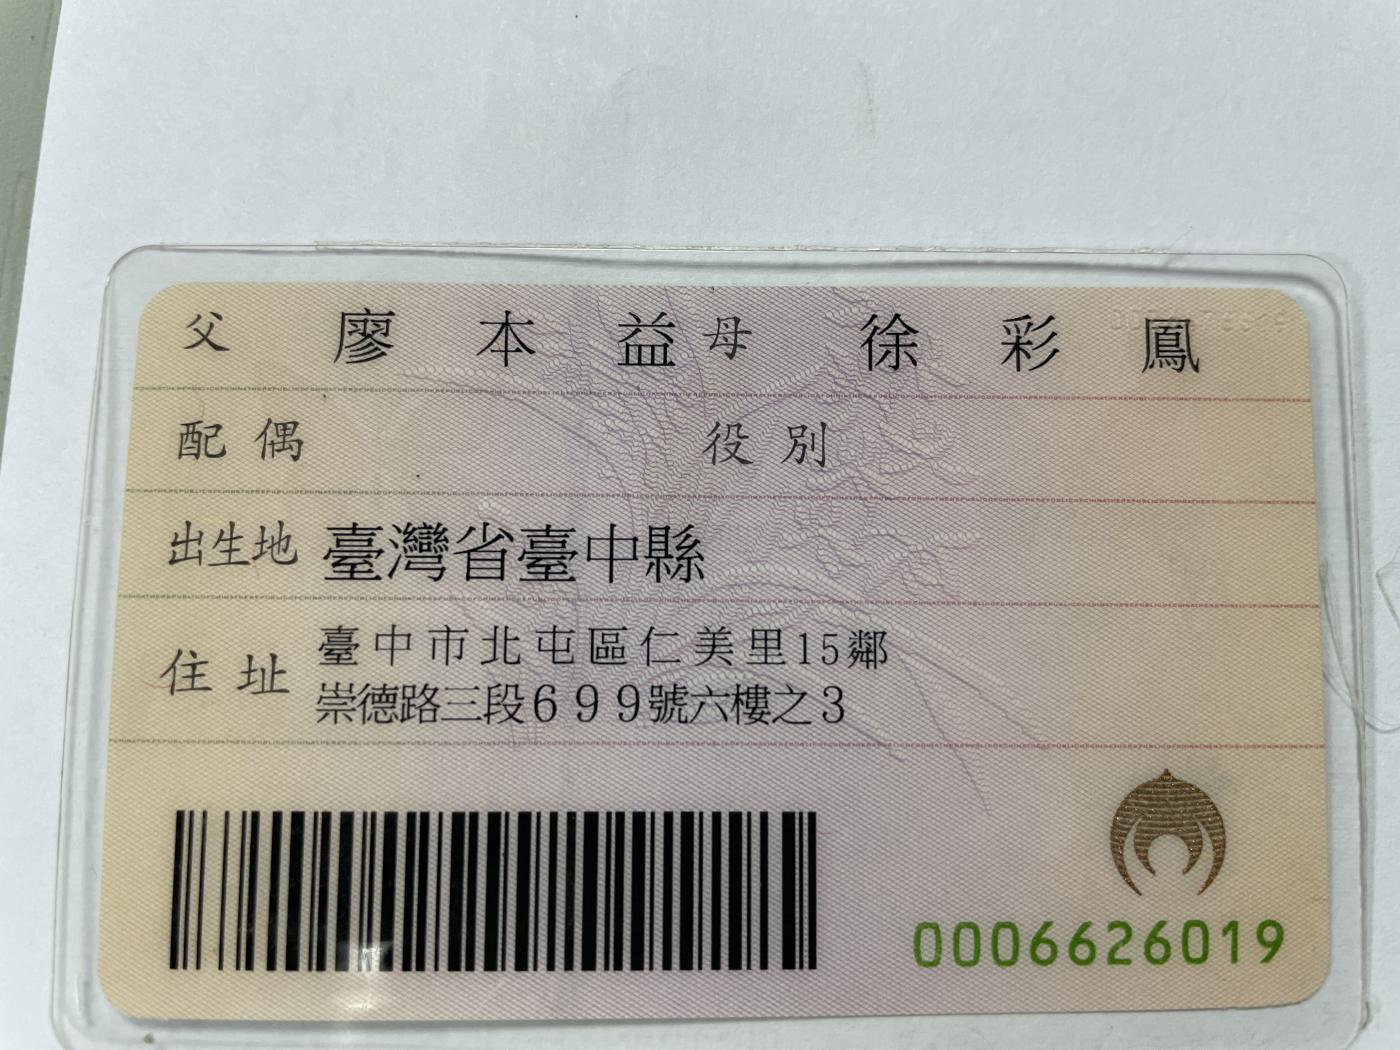 父 廖本益 母 徐彩鳳
配偶 役別
出生地 臺灣省臺中縣
住址 臺中市北屯區仁美里15鄰
崇德路三段699號六樓之3
0006626019